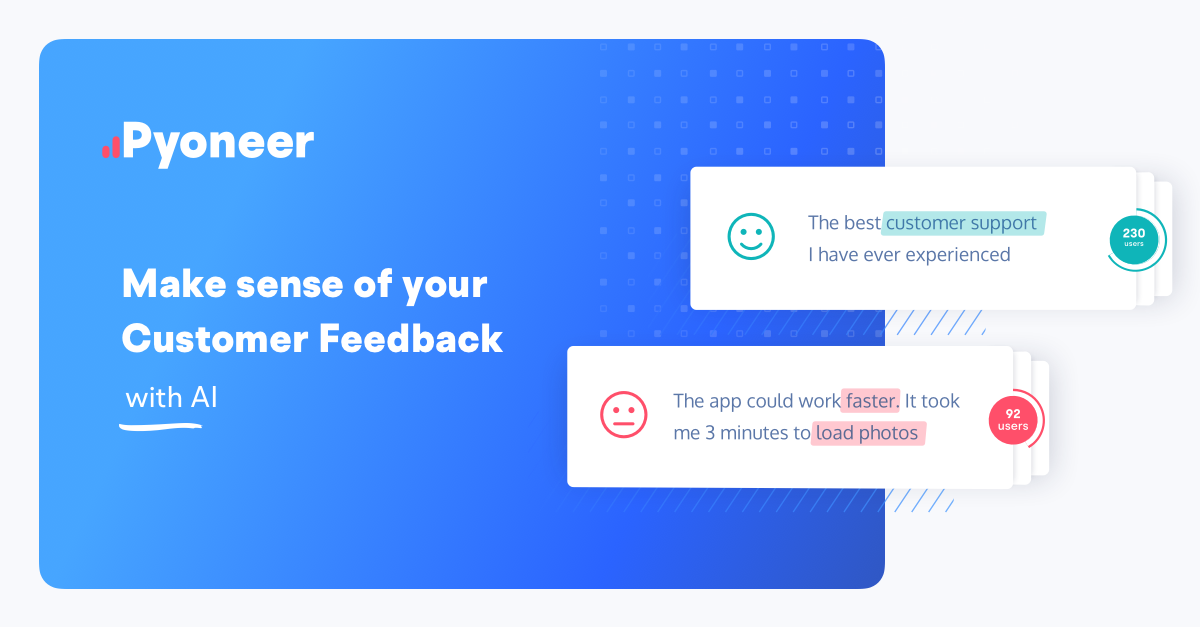 Pyoneer
Make sense of your
Customer Feedback
with AI
The best customer support
I have ever experienced
230
users
The app could work faster. It took
me 3 minutes to load photos
92
users